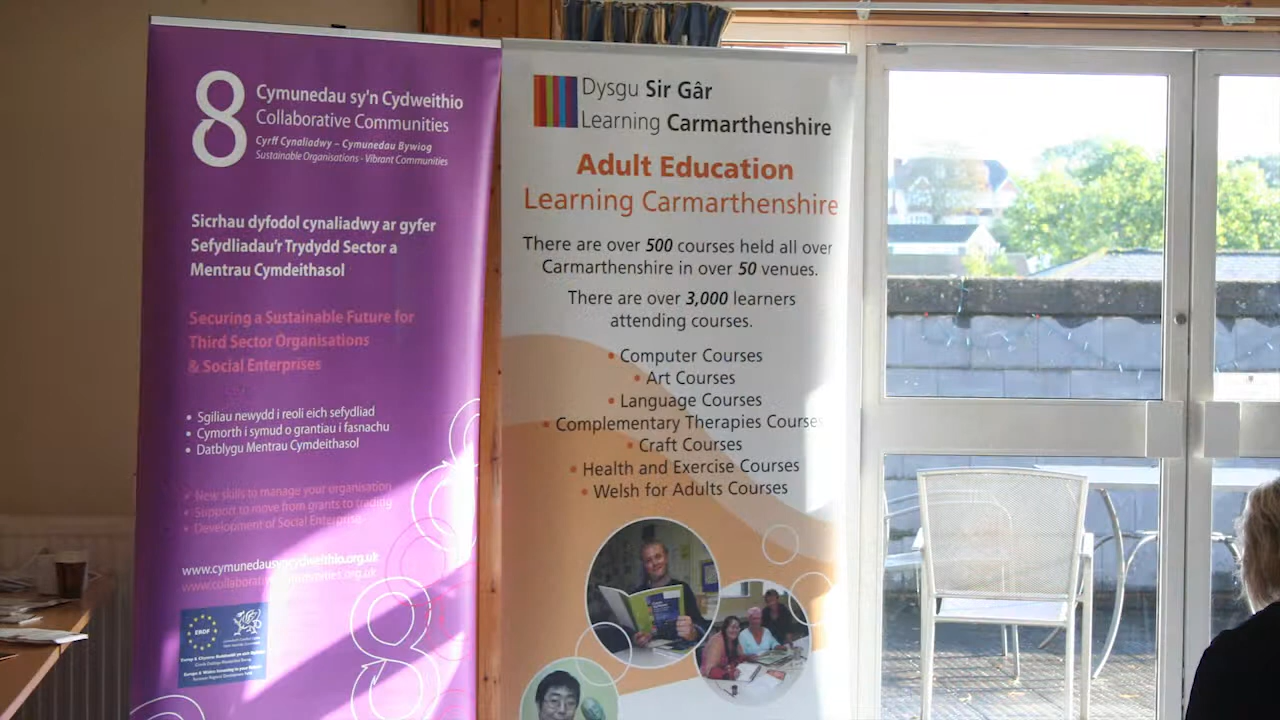 8
Cymunedau sy'n Cydweithio
Collaborative Communities
Cyrff Cynaliadwy – Cymunedau Bywiog
Sustainable Organisations - Vibrant Communities
Sicrhau dyfodol cynaliadwy ar gyfer
Sefydliadau'r Trydydd Sector a
Mentrau Cymdeithasol
Securing a Sustainable Future for
Third Sector Organisations
& Social Enterprises
• Sgiliau newydd i reoli eich sefydliad
• Cymorth i symud o grantiau i fasnachu
• Datblygu Mentrau Cymdeithasol
• New skills to manage your organisation
• Support to move from grants to trading
• Development of Social Enterprise
www.cymunedausyncydweithio.org.uk
ERDF
Dysgu Sir Gâr
Learning Carmarthenshire
Adult Education
Learning Carmarthenshire
There are over 500 courses held all over
Carmarthenshire in over 50 venues.
There are over 3,000 learners
attending courses.
• Computer Courses
• Art Courses
• Language Courses
• Complementary Therapies Courses
• Craft Courses
• Health and Exercise Courses
• Welsh for Adults Courses